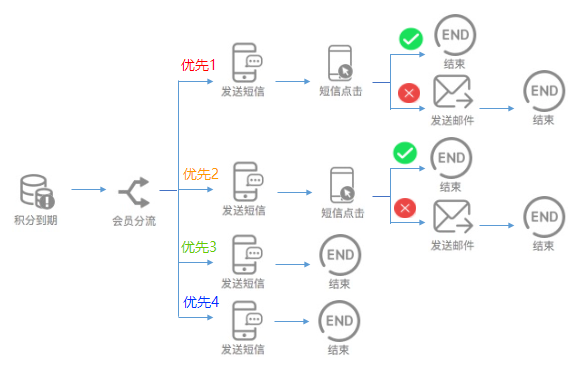 积分到期
会员分流
优先1
发送短信
短信点击
END
结束
发送邮件
END
结束
优先2
发送短信
短信点击
END
结束
发送邮件
END
结束
优先3
发送短信
END
结束
优先4
发送短信
END
结束